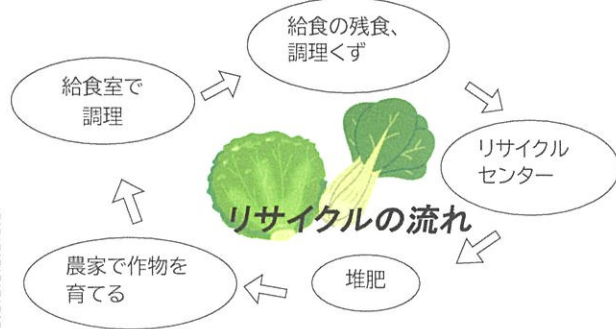 給食の残食、
調理くず
給食室で
調理
リサイクル
センター
リサイクルの流れ
農家で作物を
育てる
堆肥